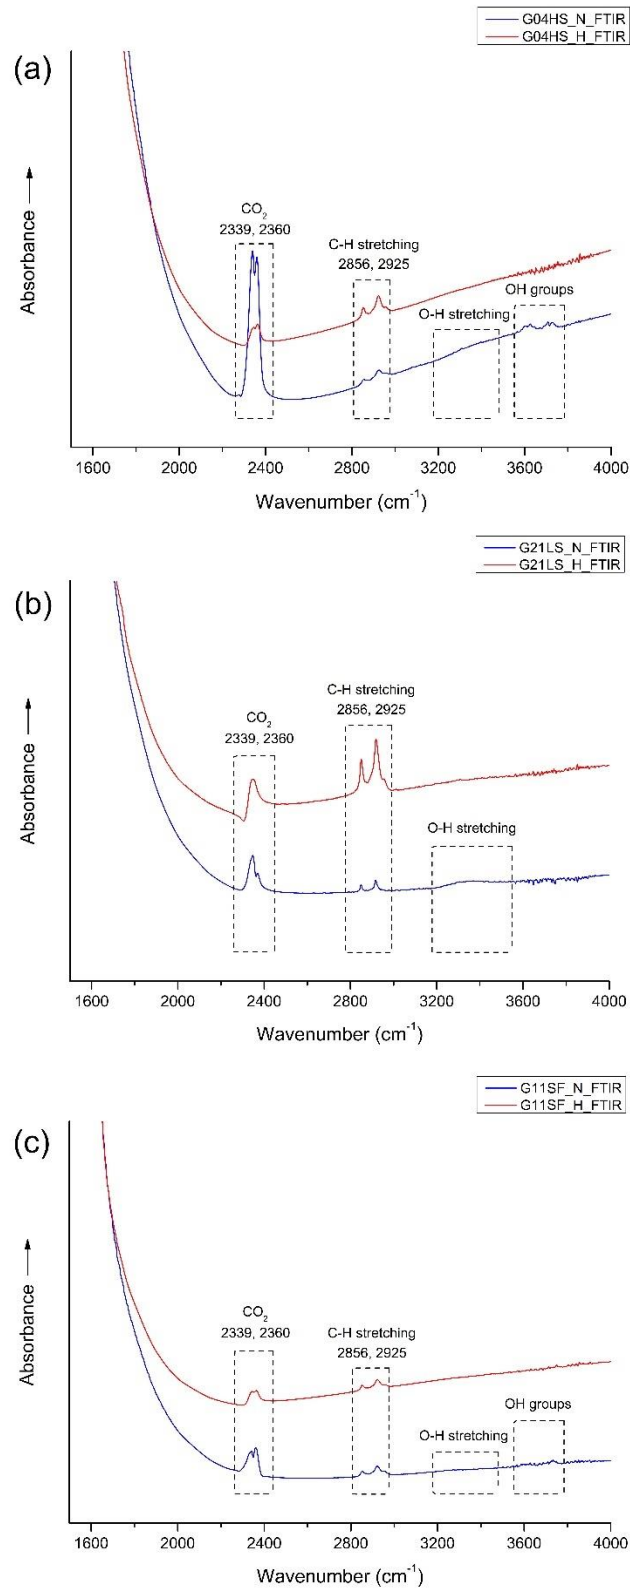 G04HS_N_FTIR
G04HS_H_FTIR
(a)
CO2
2339, 2360
C-H stretching
2856, 2925
O-H stretching
OH groups
Absorbance →
1600 2000 2400 2800 3200 3600 4000
Wavenumber (cm-1)
G21LS_N_FTIR
G21LS_H_FTIR
(b)
C-H stretching
2856, 2925
CO2
2339, 2360
O-H stretching
Absorbance →
1600 2000 2400 2800 3200 3600 4000
Wavenumber (cm-1)
G11SF_N_FTIR
G11SF_H_FTIR
(c)
CO2
2339, 2360
C-H stretching
2856, 2925
OH groups
O-H stretching
Absorbance →
1600 2000 2400 2800 3200 3600 4000
Wavenumber (cm-1)